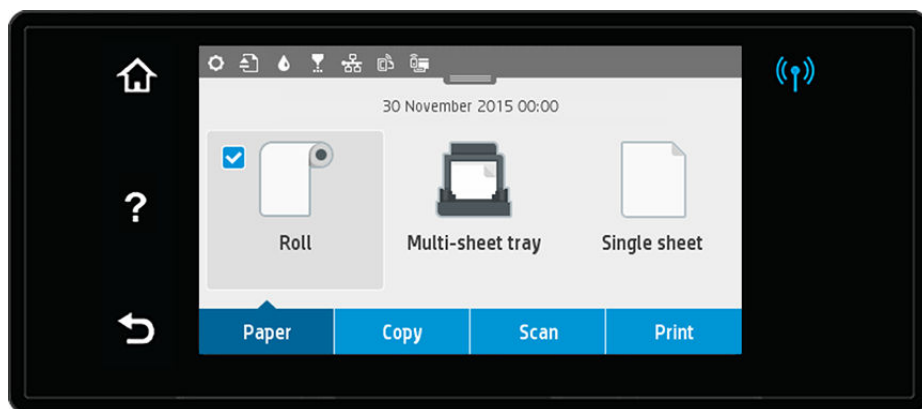 30 November 2015 00:00
Roll Multi-sheet tray Single sheet
?
Paper Copy Scan Print